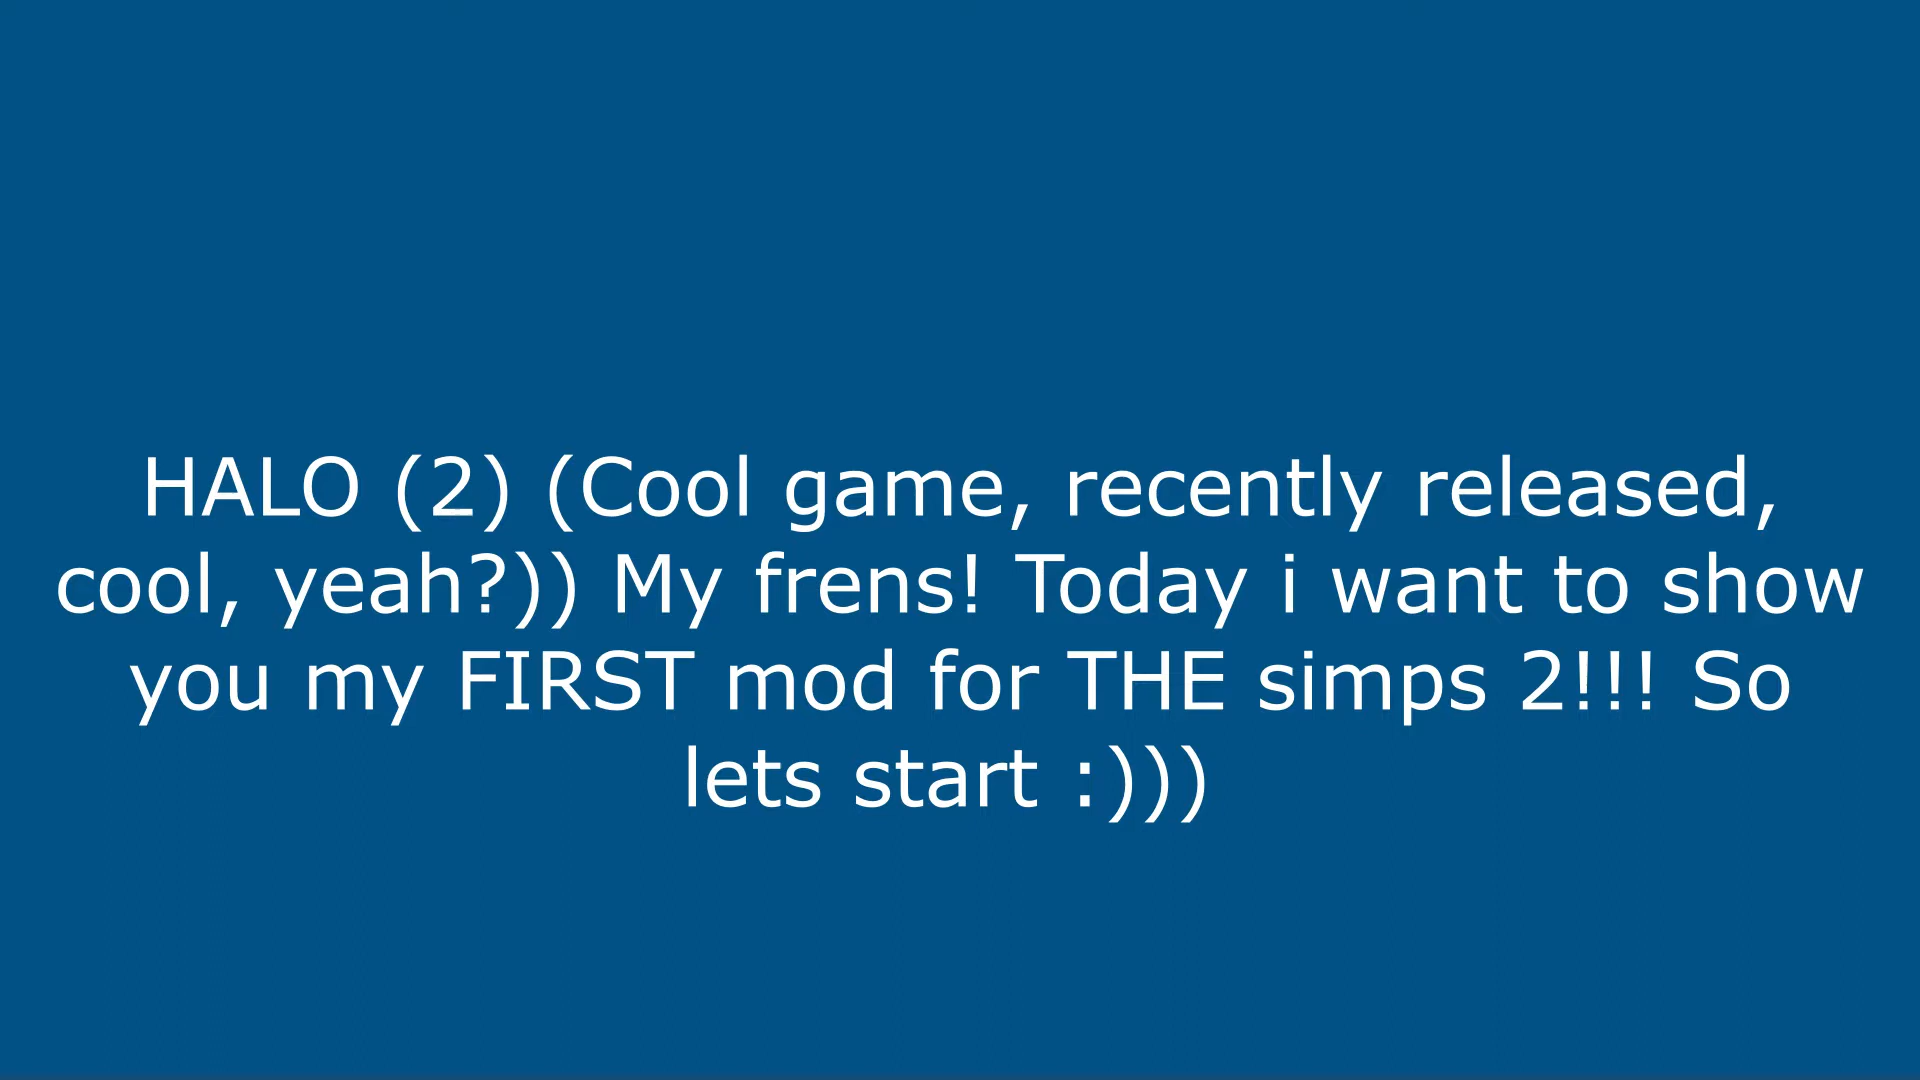 HALO (2) (Cool game, recently released,
cool, yeah?)) My frens! Today i want to show
you my FIRST mod for THE simps 2!!! So
lets start :)))